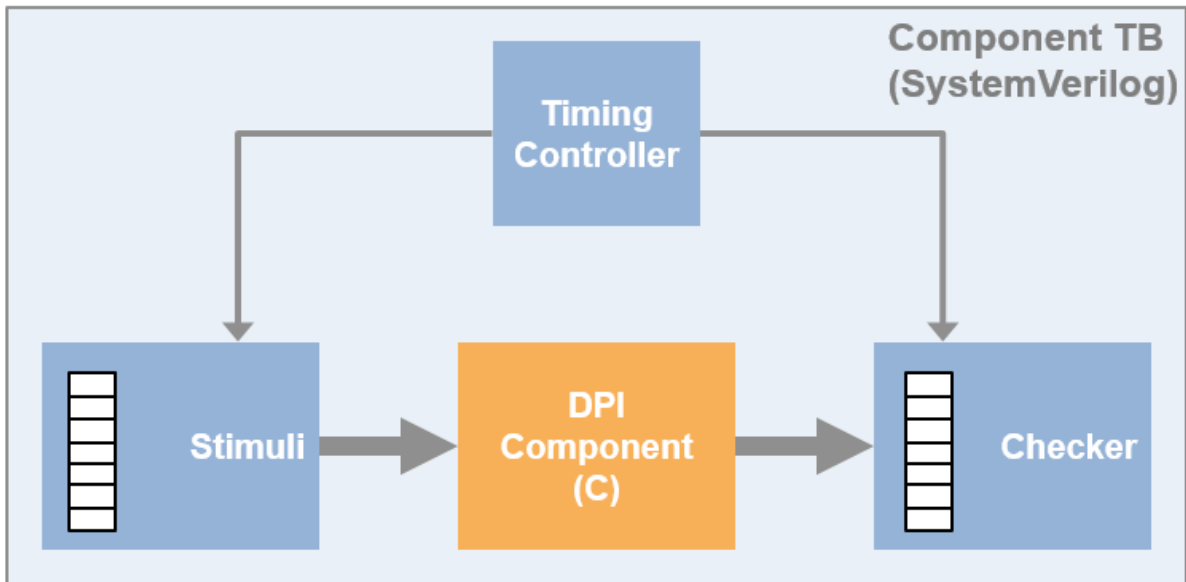 Component TB
(SystemVerilog)
Timing
Controller
Stimuli
DPI
Component
(C)
Checker